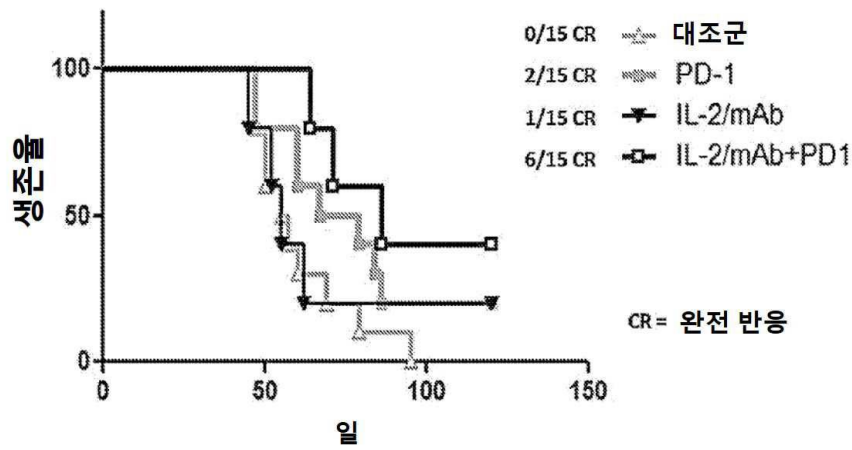 0/15 CR 대조군
2/15 CR PD-1
1/15 CR IL-2/mAb
6/15 CR IL-2/mAb+PD1
CR = 완전 반응
생존율
100
50
0
0 50 100 150
일